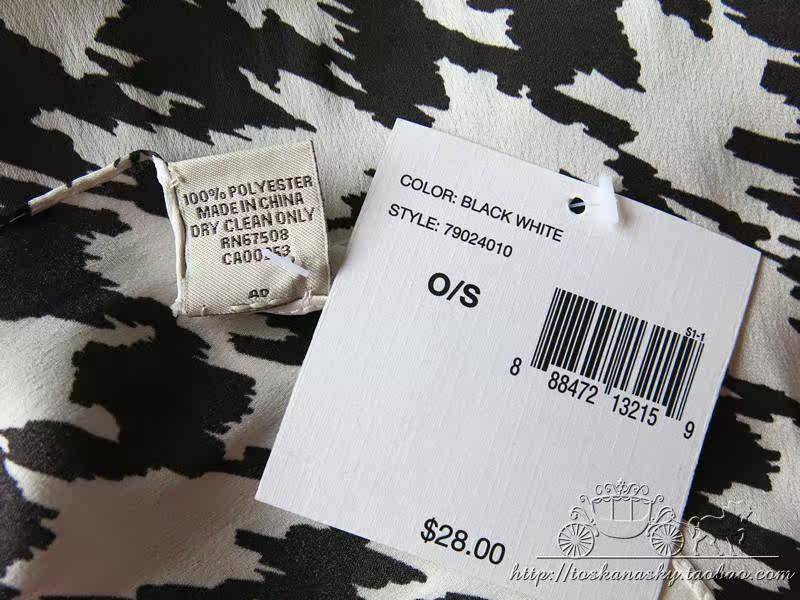 100% POLYESTER
MADE IN CHINA
DRY CLEAN ONLY
RN67508
COLOR: BLACK WHITE
STYLE: 79024010
O/S
S1-1
8 88472 13215 9
$28.00
http://toskanasky.taobao.com